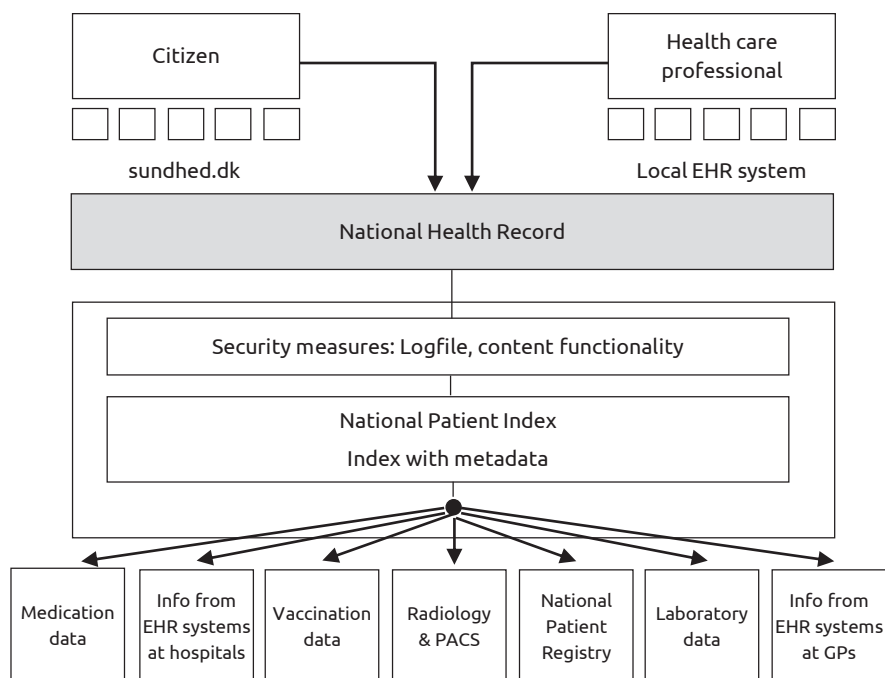 Citizen
Health care
professional
sundhed.dk
Local EHR system
National Health Record
Security measures: Logfile, content functionality
National Patient Index
Index with metadata
Medication
data
Info from
EHR systems
at hospitals
Vaccination
data
Radiology
& PACS
National
Patient
Registry
Laboratory
data
Info from
EHR systems
at GPs